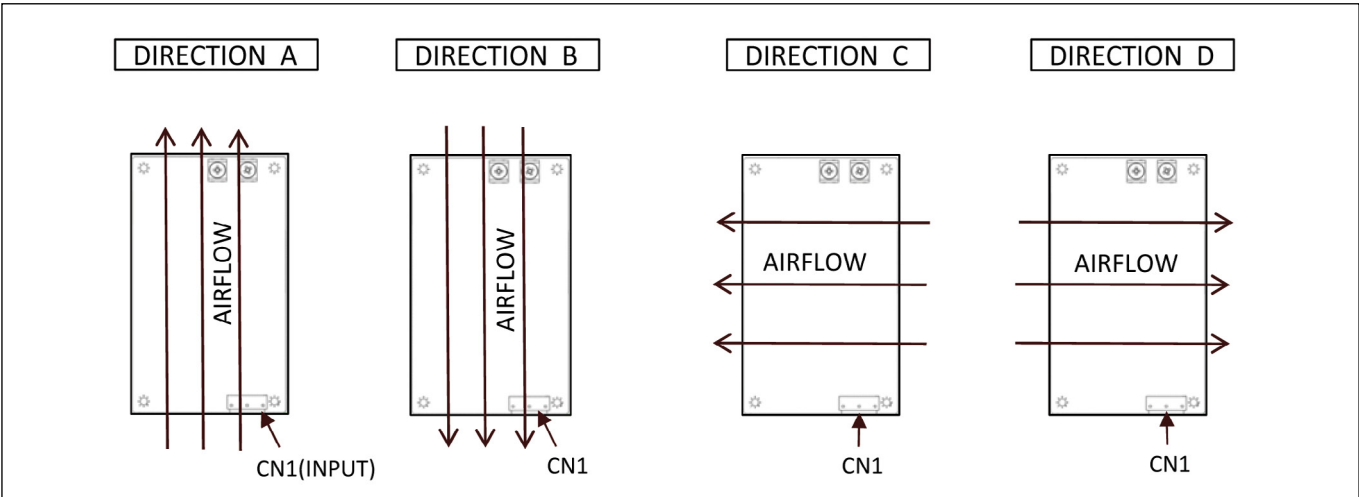 DIRECTION A
DIRECTION B
DIRECTION C
DIRECTION D
AIRFLOW
AIRFLOW
AIRFLOW
AIRFLOW
CN1(INPUT)
CN1
CN1
CN1